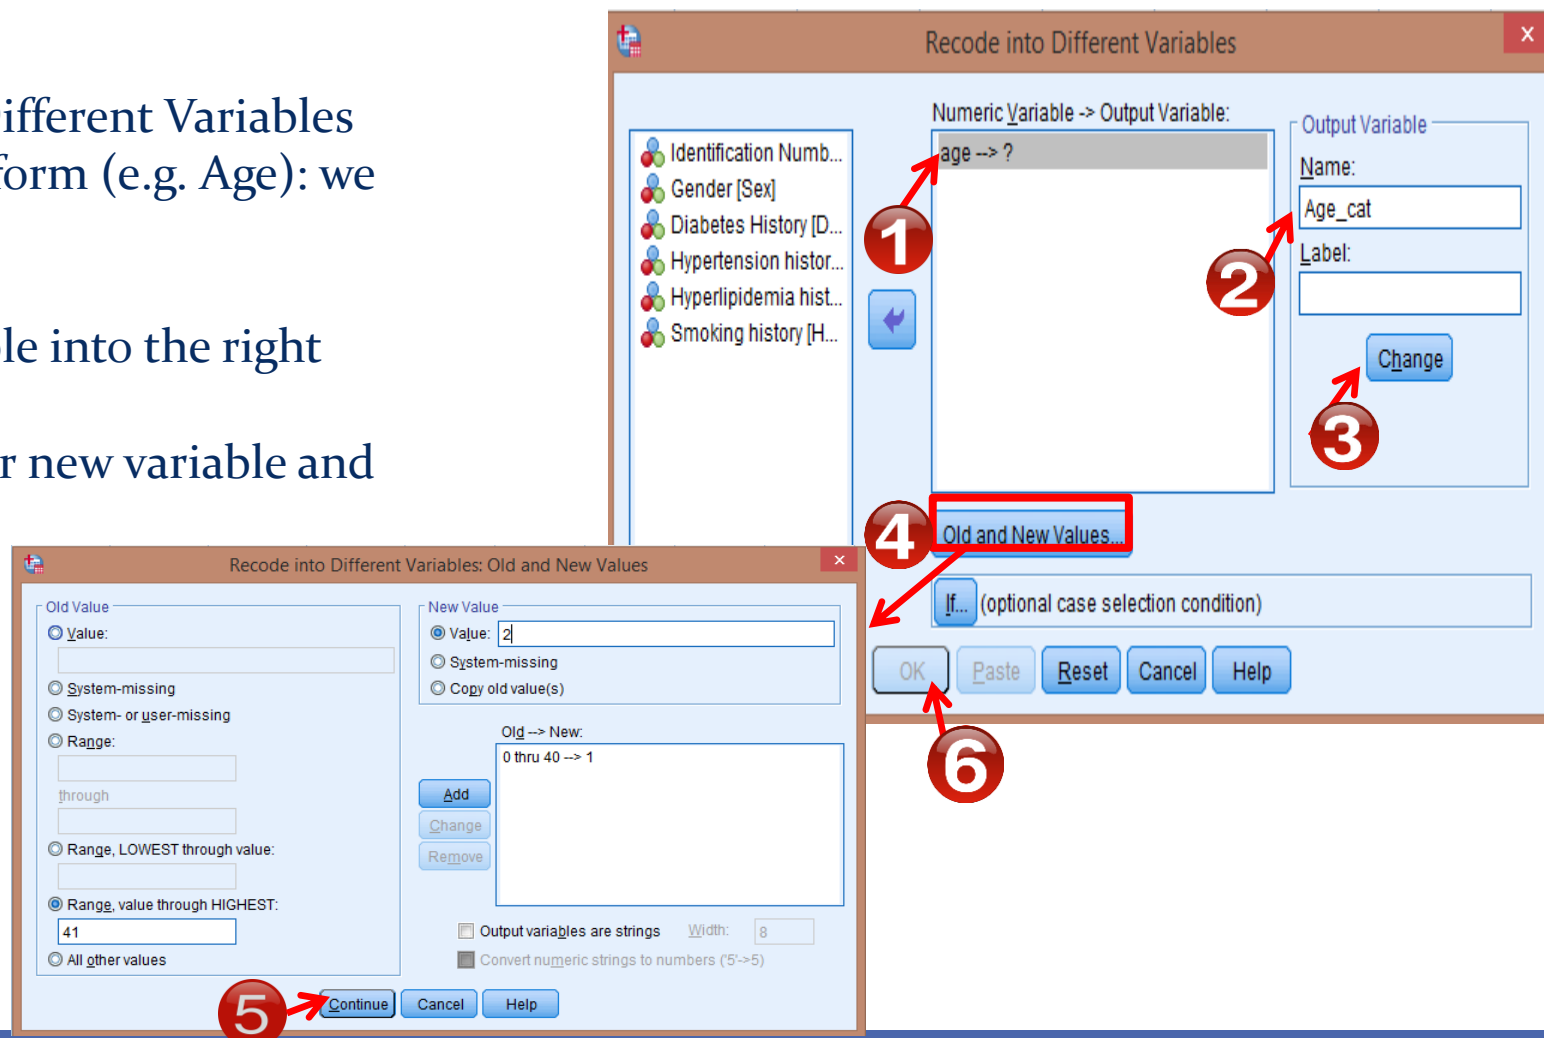 ifferent Variables
form (e.g. Age): we
ole into the right
r new variable and
Recode into Different Variables
x
Identification Numb...
Gender [Sex]
Diabetes History [D...
Hypertension histor...
Hyperlipidemia hist...
Smoking history [H...
Numeric Variable -> Output Variable:
age --> ?
1
Output Variable
Name:
Age_cat
2
Label:
Change
3
4
Old and New Values...
If... (optional case selection condition)
OK Paste Reset Cancel Help
6
Recode into Different Variables: Old and New Values
×
Old Value
Value:
System-missing
System- or user-missing
Range:
through
Range, LOWEST through value:
Range, value through HIGHEST:
41
All other values
New Value
Value: 2
System-missing
Copy old value(s)
Old --> New:
0 thru 40 --> 1
Add
Change
Remove
Output variables are strings Width: 8
Convert numeric strings to numbers ('5'->5)
5
Continue Cancel Help